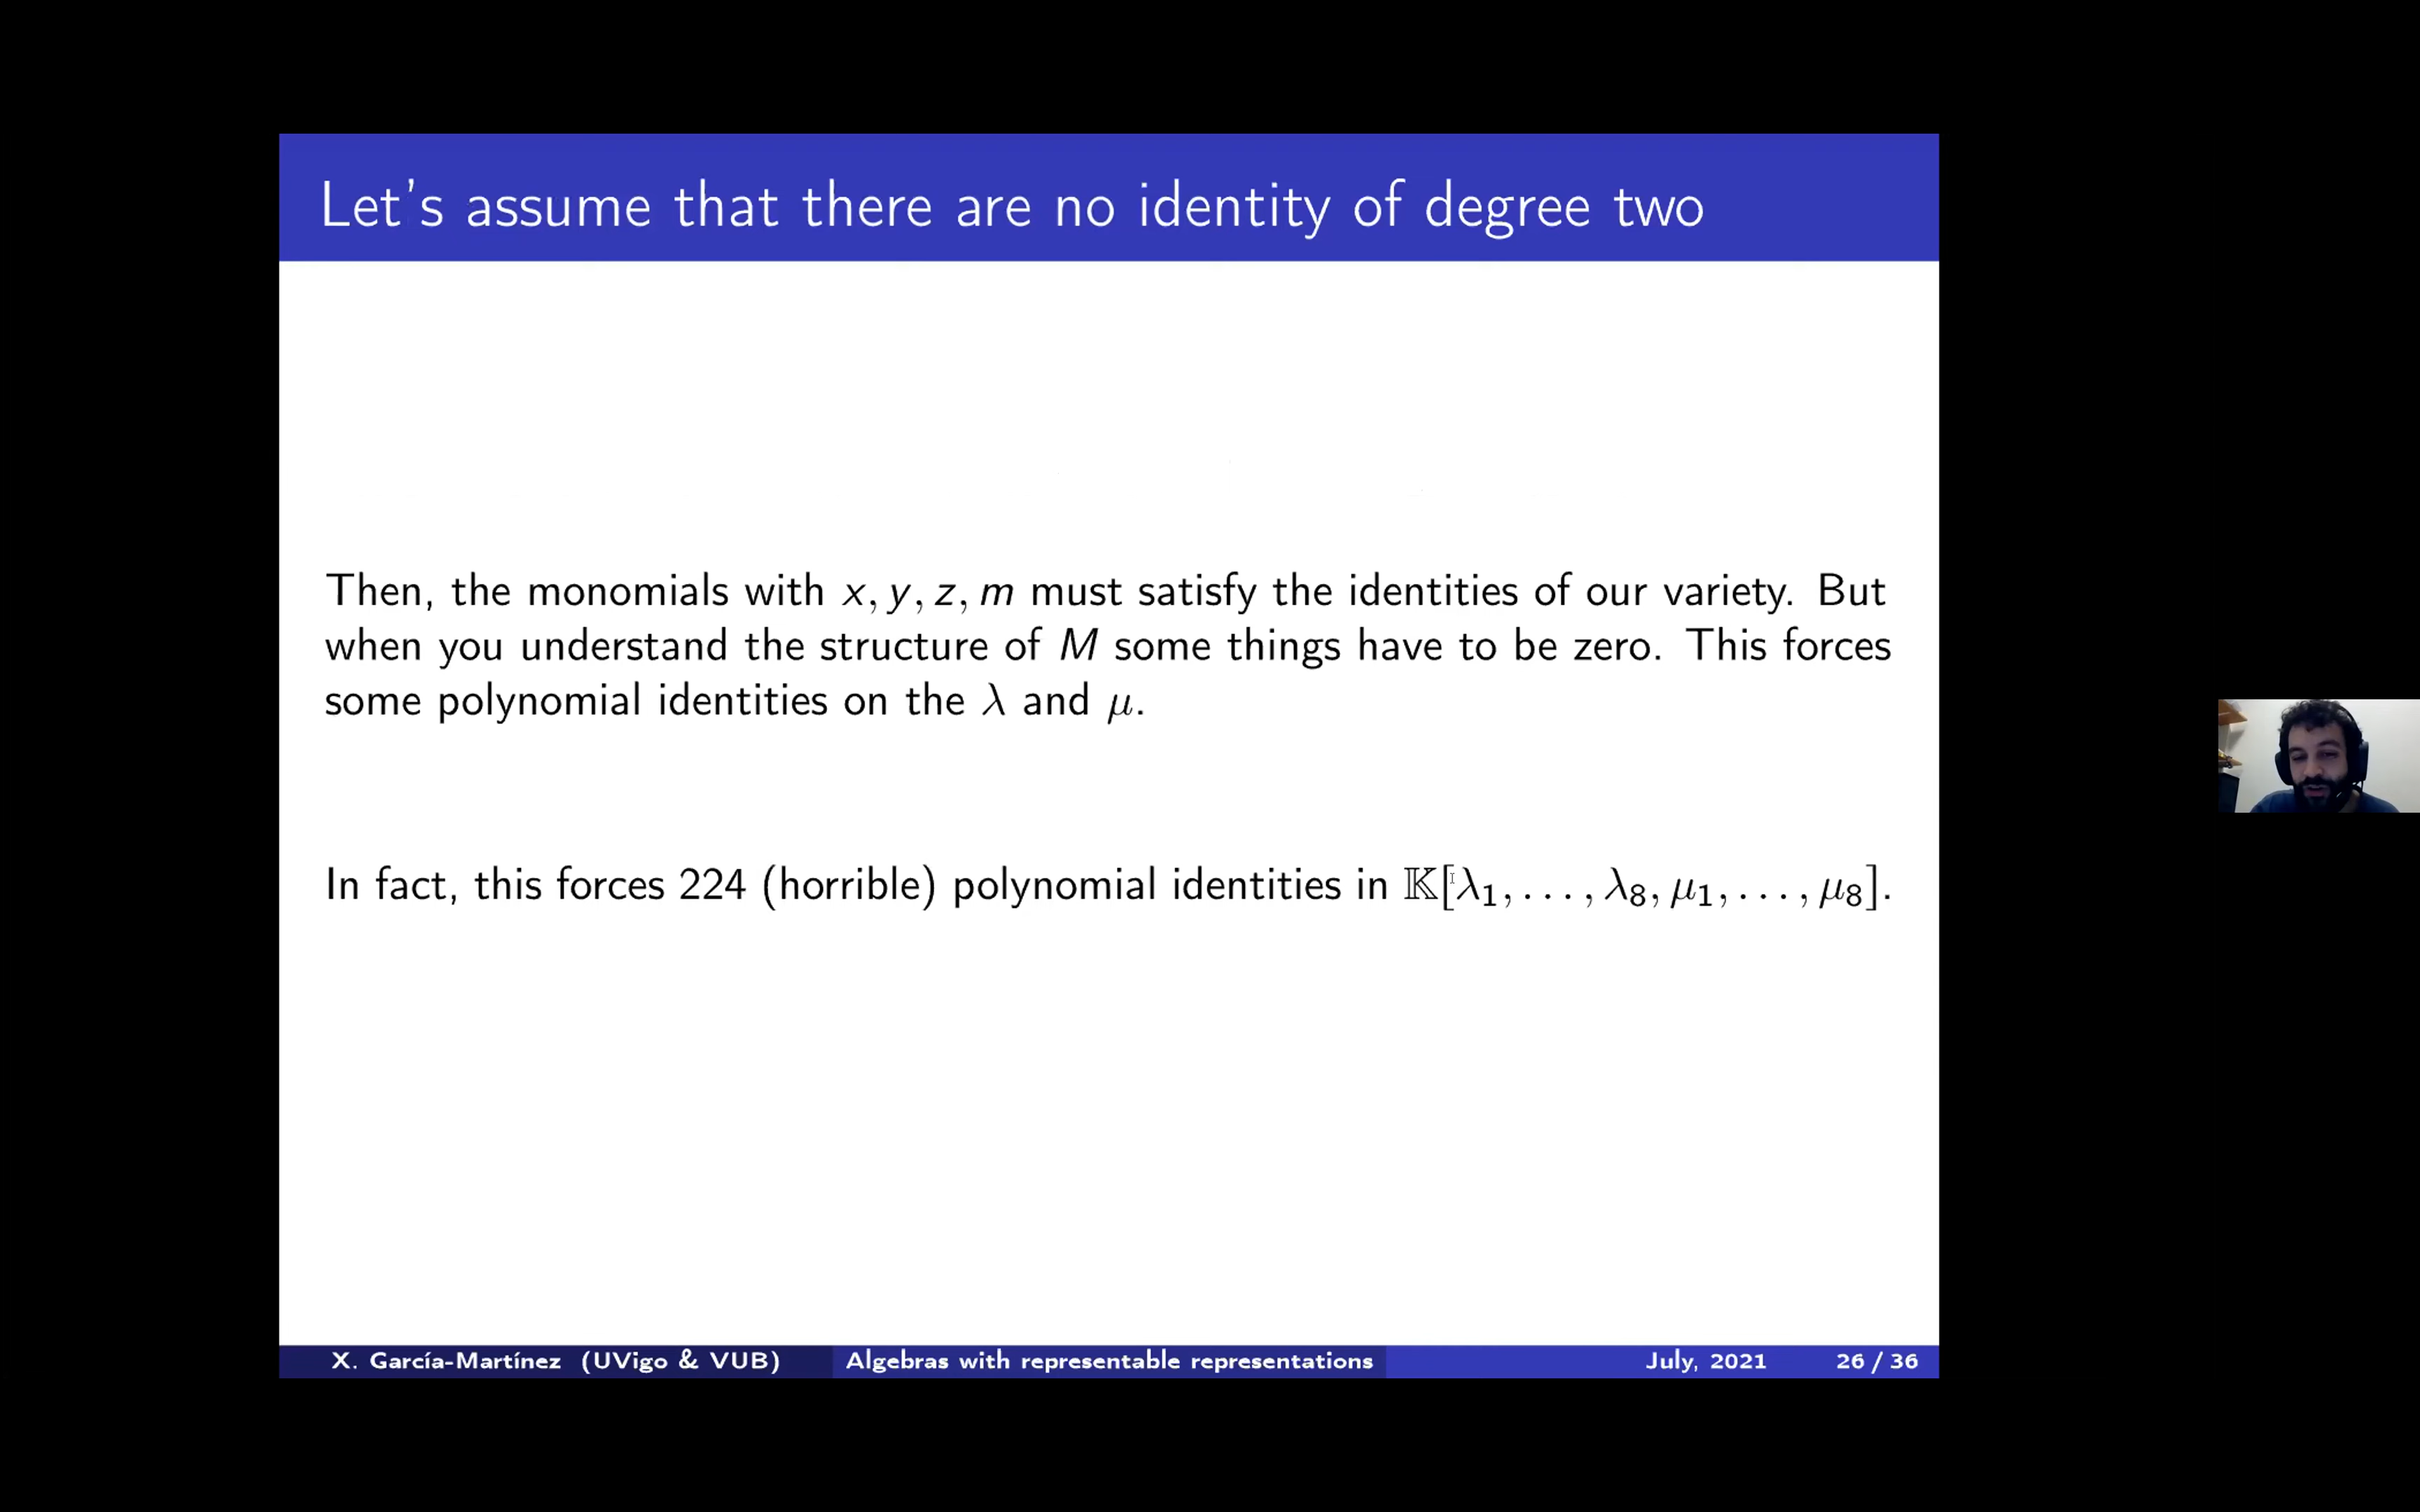 Let's assume that there are no identity of degree two
Then, the monomials with x, y, z, m must satisfy the identities of our variety. But
when you understand the structure of M some things have to be zero. This forces
some polynomial identities on the λ and μ.
In fact, this forces 224 (horrible) polynomial identities in 𝕂[λ₁, . . . , λ₈, μ₁, . . . , μ₈].
X. García-Martínez (UVigo & VUB) Algebras with representable representations July, 2021 26 / 36